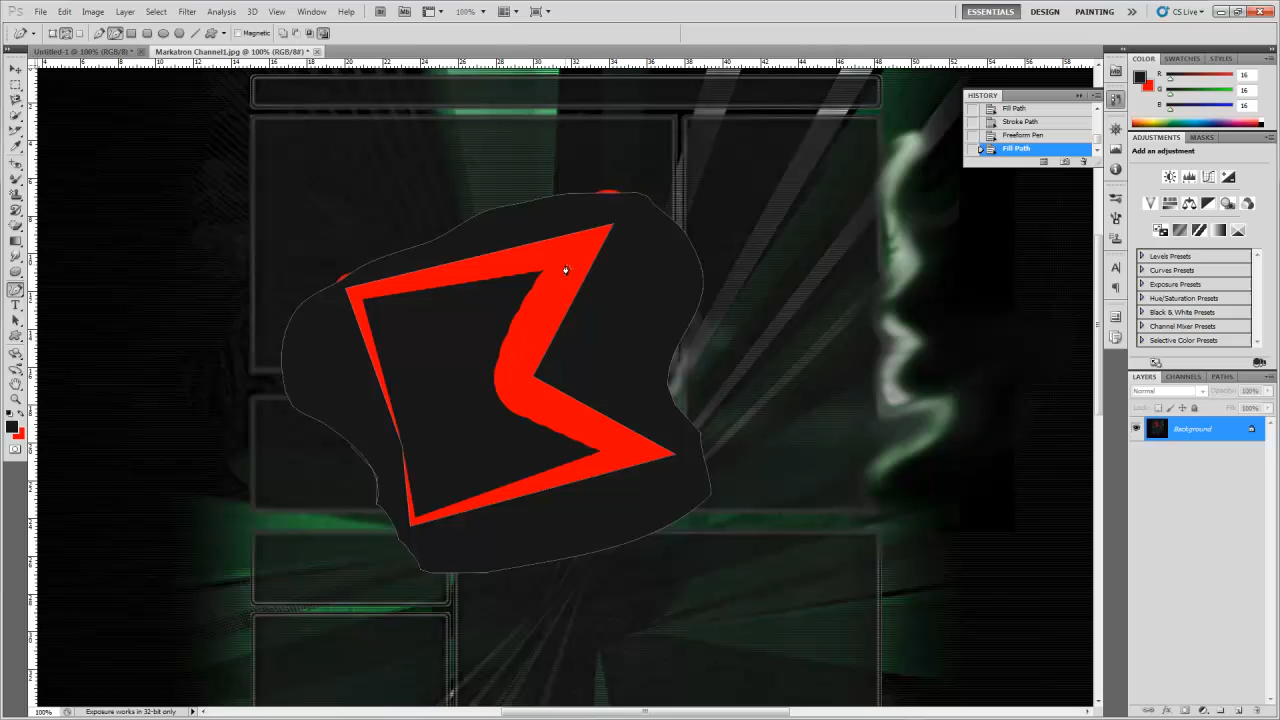 Ps File Edit Image Layer Select Filter Analysis 3D View Window Help Br Mb 100% ESSENTIALS DESIGN PAINTING CS Live
Magnetic
Untitled-1 @ 100% (RGB/8) * Markatron Channel1.jpg @ 100% (RGB/8#) *
COLOR SWATCHES STYLES
R 16
G 16
B 16
HISTORY
Fill Path
Stroke Path
Freeform Pen
Fill Path
ADJUSTMENTS MASKS
Add an adjustment
Levels Presets
Curves Presets
Exposure Presets
Hue/Saturation Presets
Black & White Presets
Channel Mixer Presets
Selective Color Presets
LAYERS CHANNELS PATHS
Normal Opacity: 100%
Lock: Fill: 100%
Background
100% Exposure works in 32-bit only